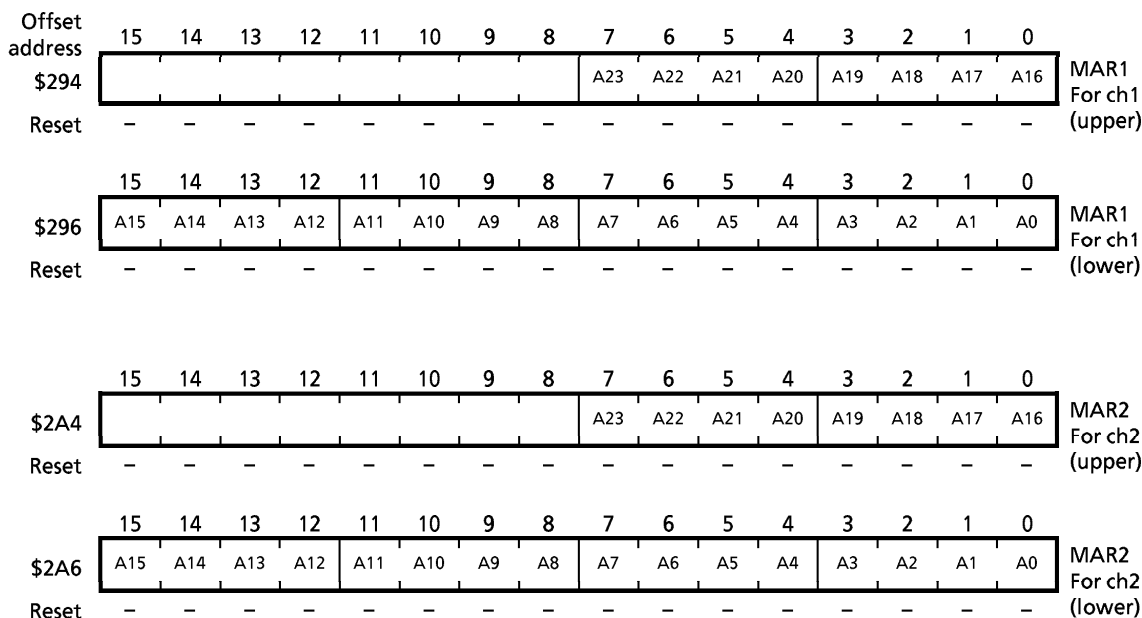 Offset address 15 14 13 12 11 10 9 8 7 6 5 4 3 2 1 0
$294 A23 A22 A21 A20 A19 A18 A17 A16 MAR1 For ch1 (upper)
Reset – – – – – – – – – – – – – – – –
15 14 13 12 11 10 9 8 7 6 5 4 3 2 1 0
$296 A15 A14 A13 A12 A11 A10 A9 A8 A7 A6 A5 A4 A3 A2 A1 A0 MAR1 For ch1 (lower)
Reset – – – – – – – – – – – – – – – –
15 14 13 12 11 10 9 8 7 6 5 4 3 2 1 0
$2A4 A23 A22 A21 A20 A19 A18 A17 A16 MAR2 For ch2 (upper)
Reset – – – – – – – – – – – – – – – –
15 14 13 12 11 10 9 8 7 6 5 4 3 2 1 0
$2A6 A15 A14 A13 A12 A11 A10 A9 A8 A7 A6 A5 A4 A3 A2 A1 A0 MAR2 For ch2 (lower)
Reset – – – – – – – – – – – – – – – –